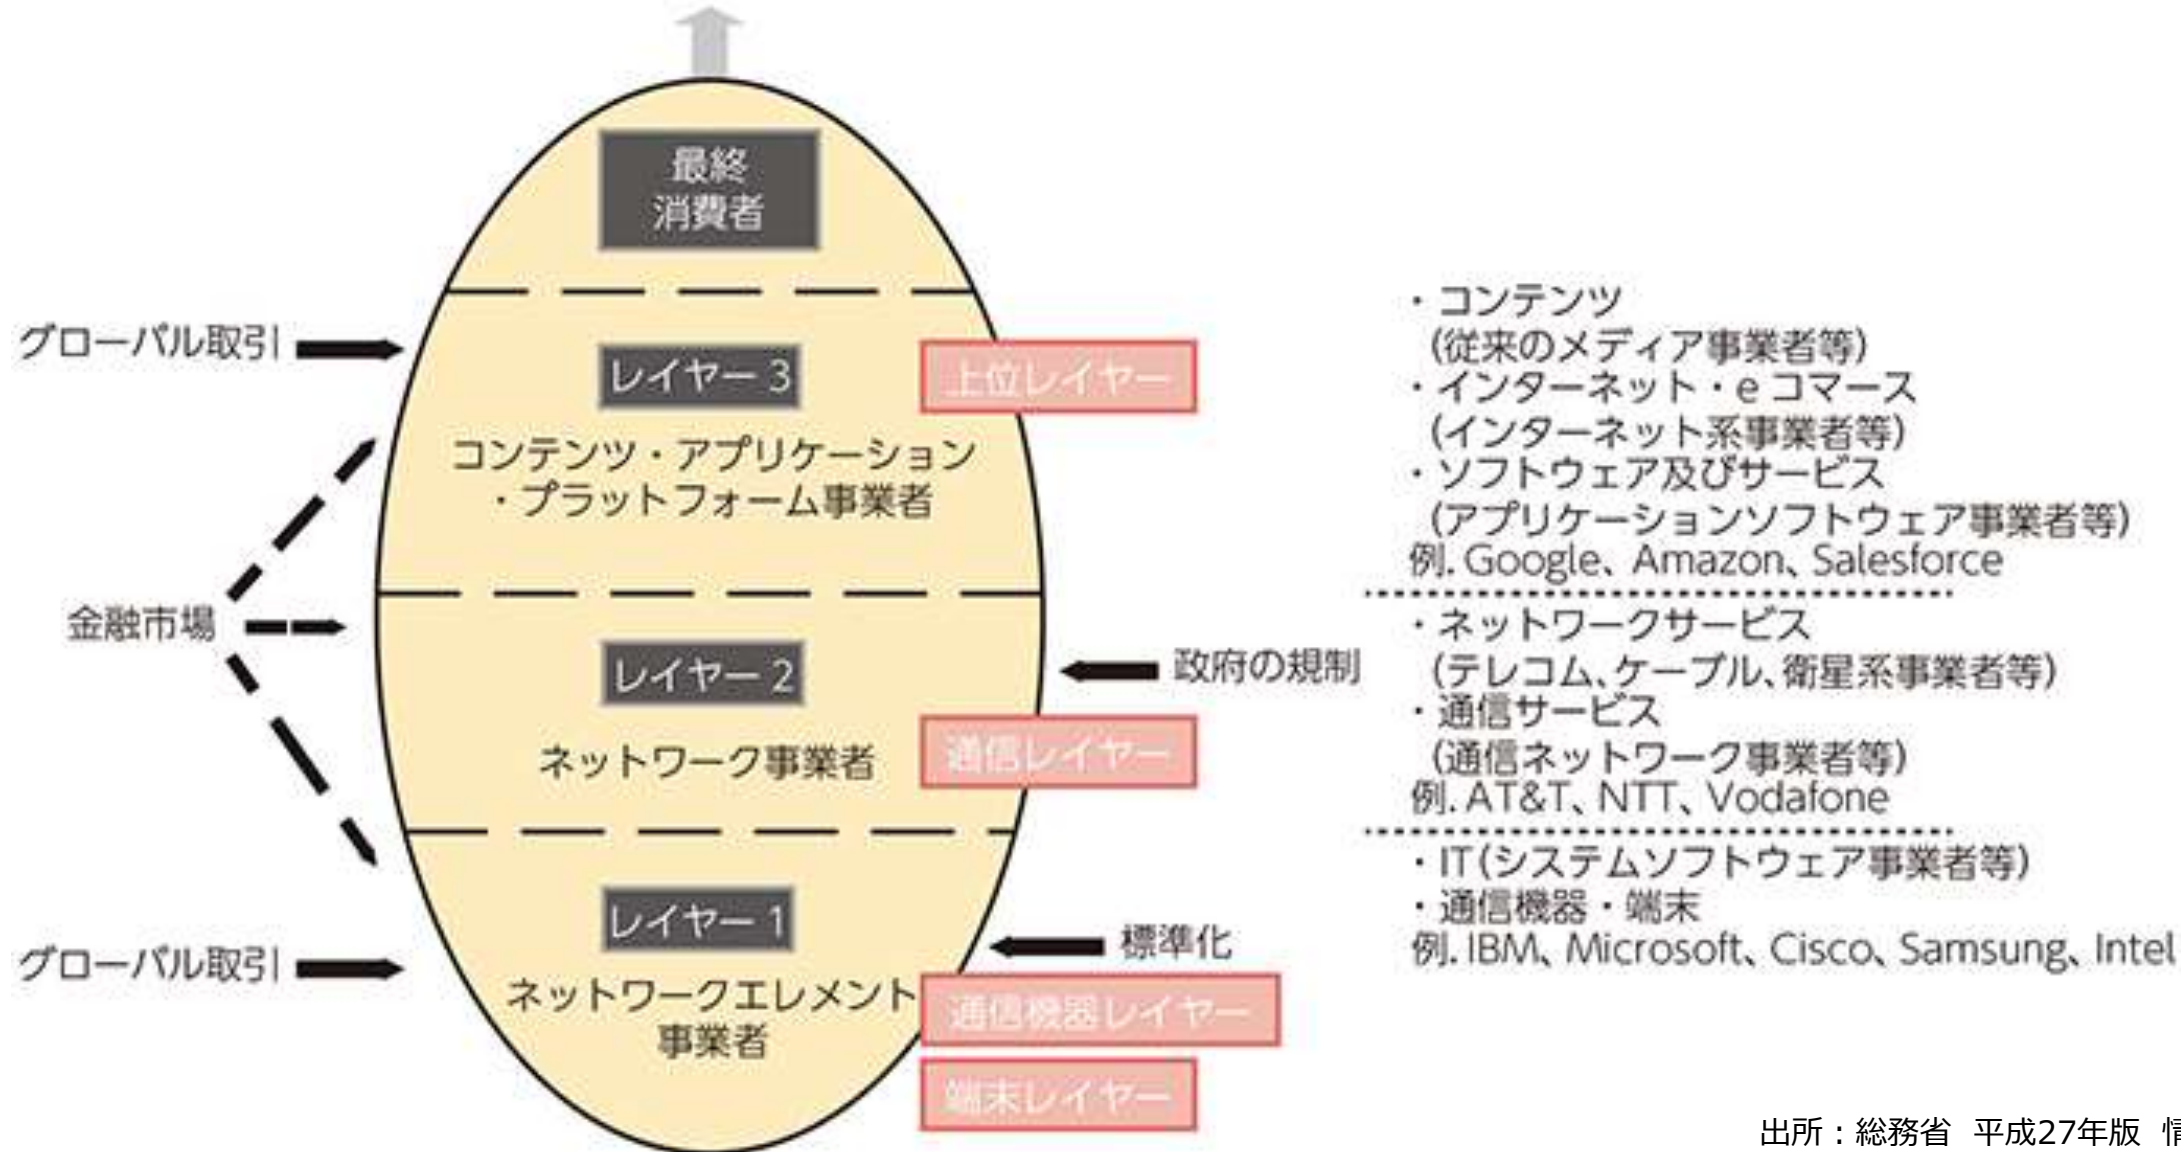 最終
消費者
グローバル取引
レイヤー 3
上位レイヤー
コンテンツ・アプリケーション
・プラットフォーム事業者
・コンテンツ
(従来のメディア事業者等)
・インターネット・e コマース
(インターネット系事業者等)
・ソフトウェア及びサービス
(アプリケーションソフトウェア事業者等)
例. Google、Amazon、Salesforce
金融市場
レイヤー 2
政府の規制
ネットワーク事業者
通信レイヤー
・ネットワークサービス
(テレコム、ケーブル、衛星系事業者等)
・通信サービス
(通信ネットワーク事業者等)
例. AT&T、NTT、Vodafone
レイヤー 1
標準化
グローバル取引
ネットワークエレメント
事業者
通信機器レイヤー
端末レイヤー
・IT(システムソフトウェア事業者等)
・通信機器・端末
例. IBM、Microsoft、Cisco、Samsung、Intel
出所：総務省 平成27年版